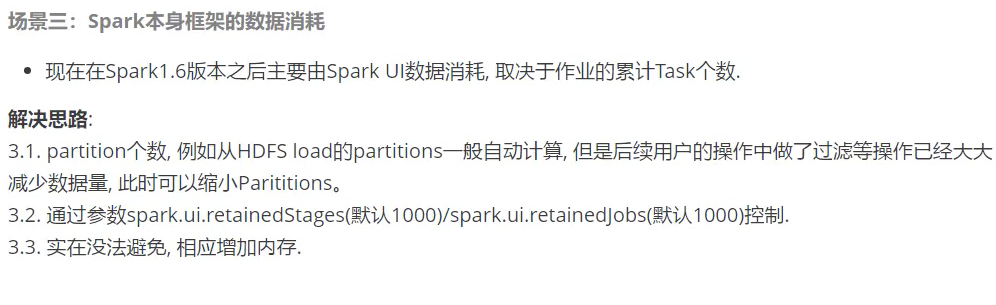 场景三：Spark本身框架的数据消耗
现在在Spark1.6版本之后主要由Spark UI数据消耗, 取决于作业的累计Task个数.
解决思路:
3.1. partition个数, 例如从HDFS load的partitions一般自动计算, 但是后续用户的操作中做了过滤等操作已经大大
减少数据量, 此时可以缩小Parititions。
3.2. 通过参数spark.ui.retainedStages(默认1000)/spark.ui.retainedJobs(默认1000)控制.
3.3. 实在没法避免, 相应增加内存.